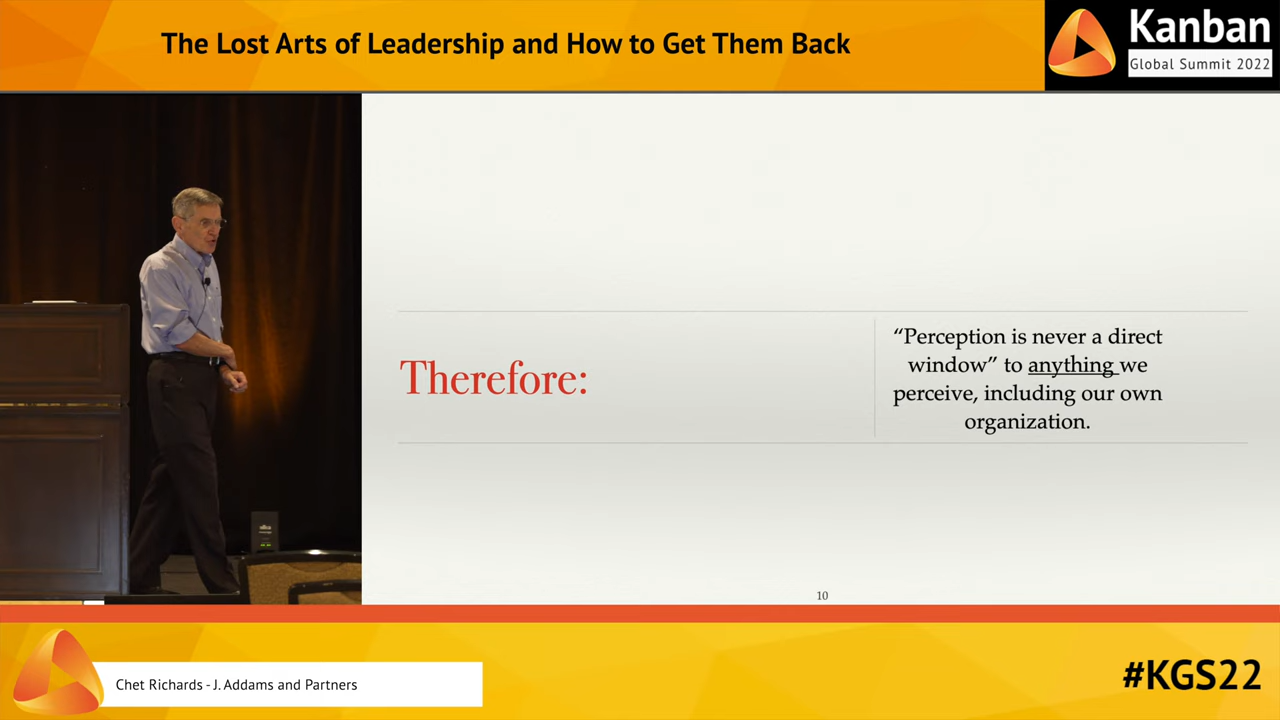 The Lost Arts of Leadership and How to Get Them Back
Kanban
Global Summit 2022
Therefore:
“Perception is never a direct
window” to anything we
perceive, including our own
organization.
10
Chet Richards - J. Addams and Partners
#KGS22